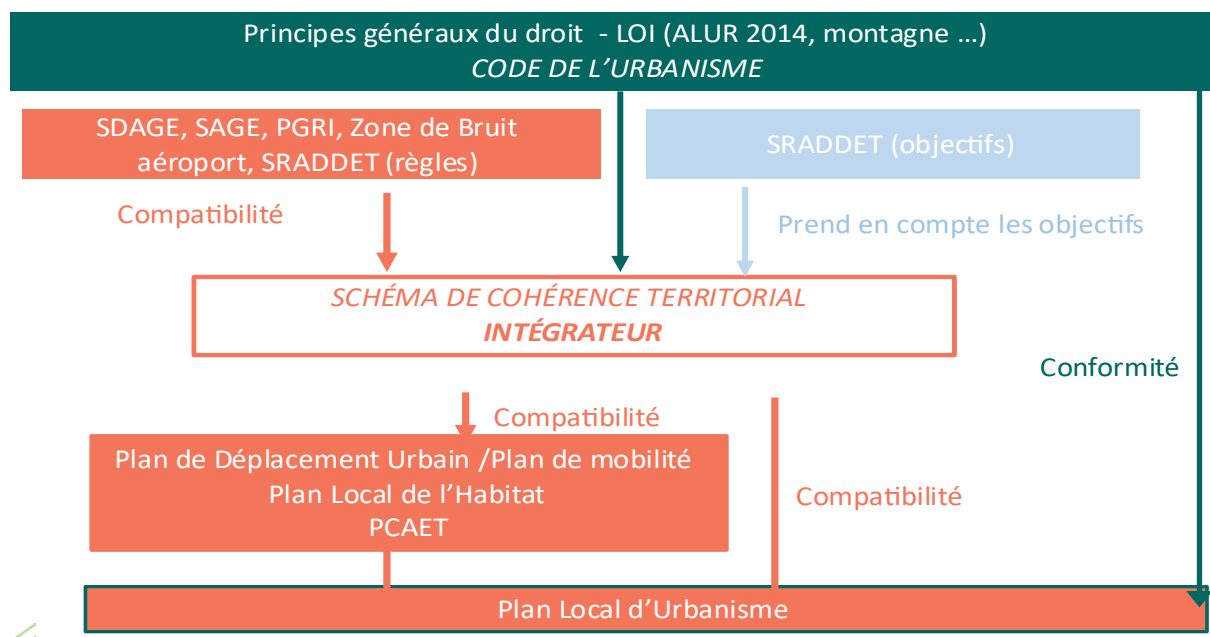 Principes généraux du droit - LOI (ALUR 2014, montagne ...)
CODE DE L'URBANISME
SDAGE, SAGE, PGRI, Zone de Bruit
aéroport, SRADDET (règles)
SRADDET (objectifs)
Compatibilité
Prend en compte les objectifs
SCHÉMA DE COHÉRENCE TERRITORIAL
INTÉGRATEUR
Conformité
Compatibilité
Plan de Déplacement Urbain /Plan de mobilité
Plan Local de l'Habitat
PCAET
Compatibilité
Plan Local d'Urbanisme